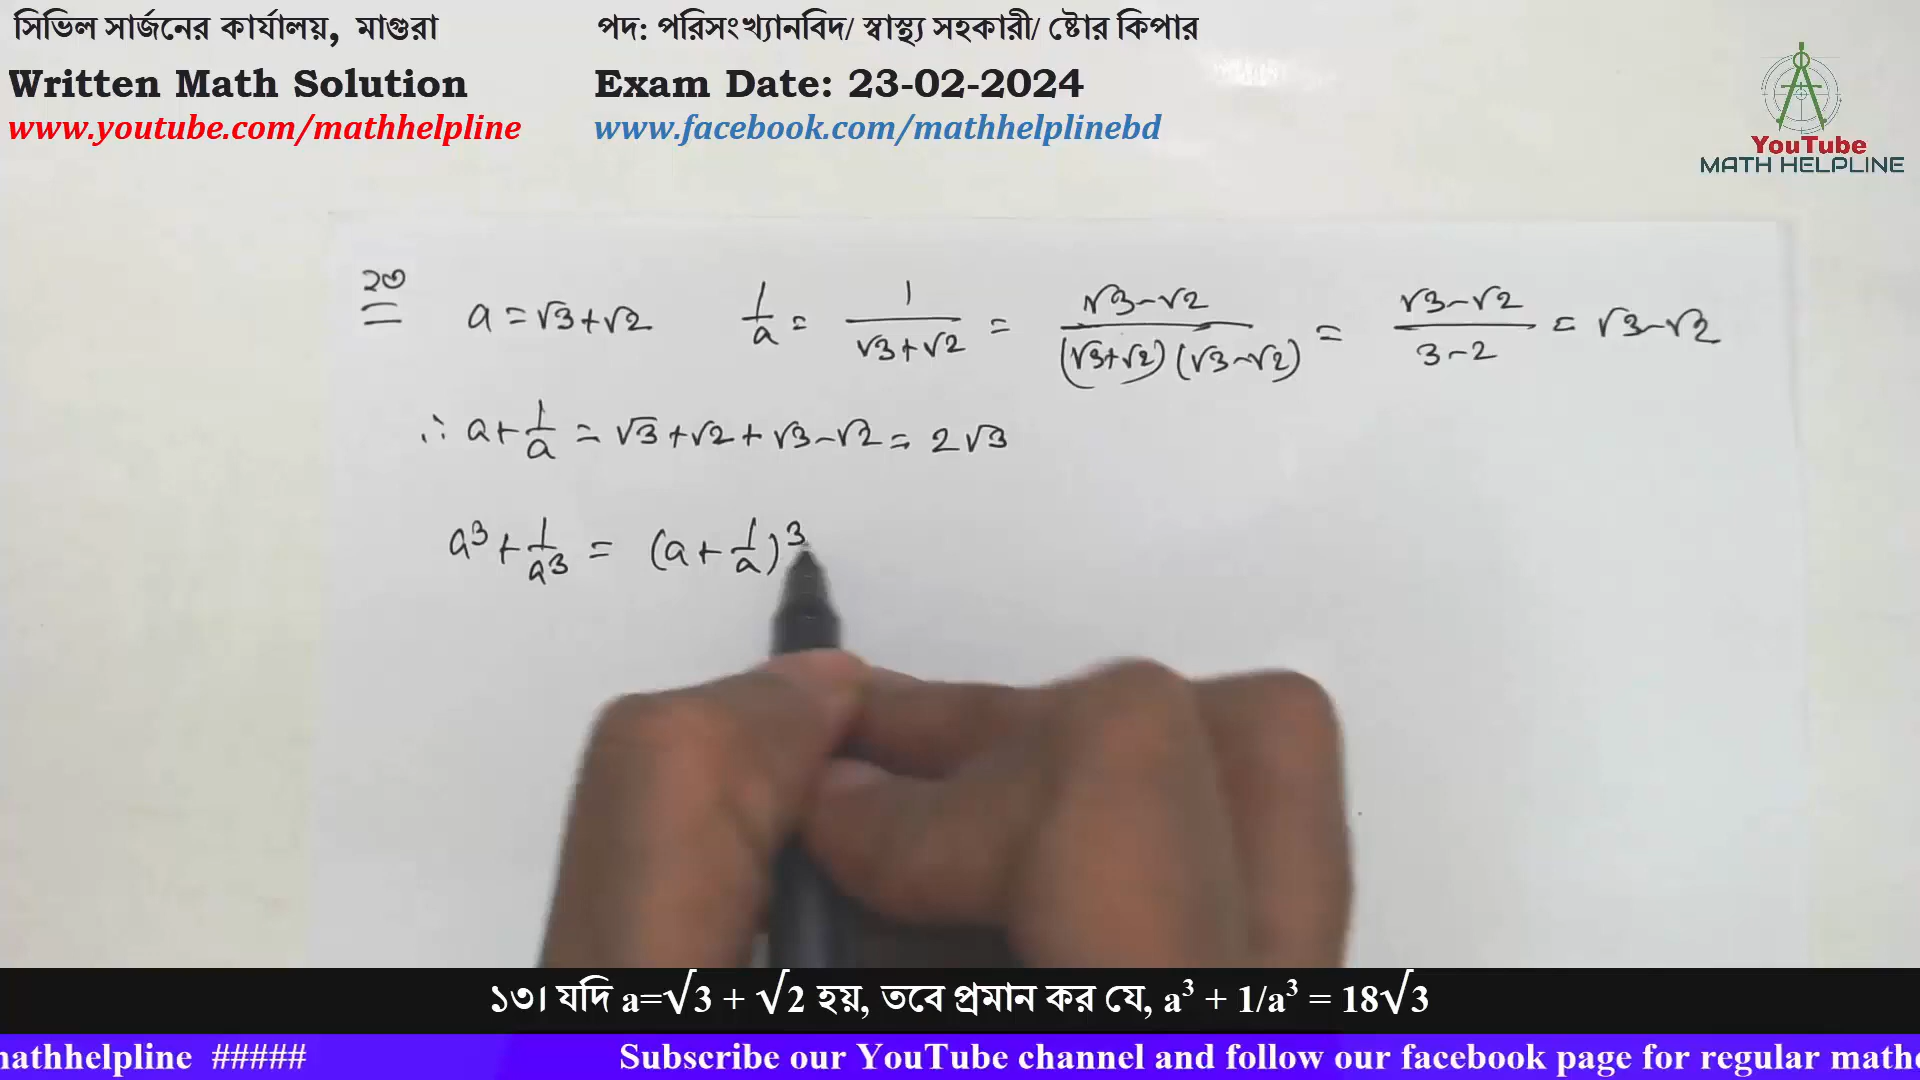 সিভিল সার্জনের কার্যালয়, মাগুরা
পদ: পরিসংখ্যানবিদ/ স্বাস্থ্য সহকারী/ ষ্টোর কিপার
Written Math Solution
Exam Date: 23-02-2024
www.youtube.com/mathhelpline
www.facebook.com/mathhelplinebd
YouTube
MATH HELPLINE
১৩
a = √3+√2 1/a = 1/(√3+√2) = (√3-√2)/((√3+√2)(√3-√2)) = (√3-√2)/(3-2) = √3-√2
∴ a+1/a = √3+√2+√3-√2 = 2√3
a³+1/a³ = (a+1/a)³
১৩। যদি a=√3 + √2 হয়, তবে প্রমান কর যে, a³ + 1/a³ = 18√3
mathhelpline ##### Subscribe our YouTube channel and follow our facebook page for regular mathe